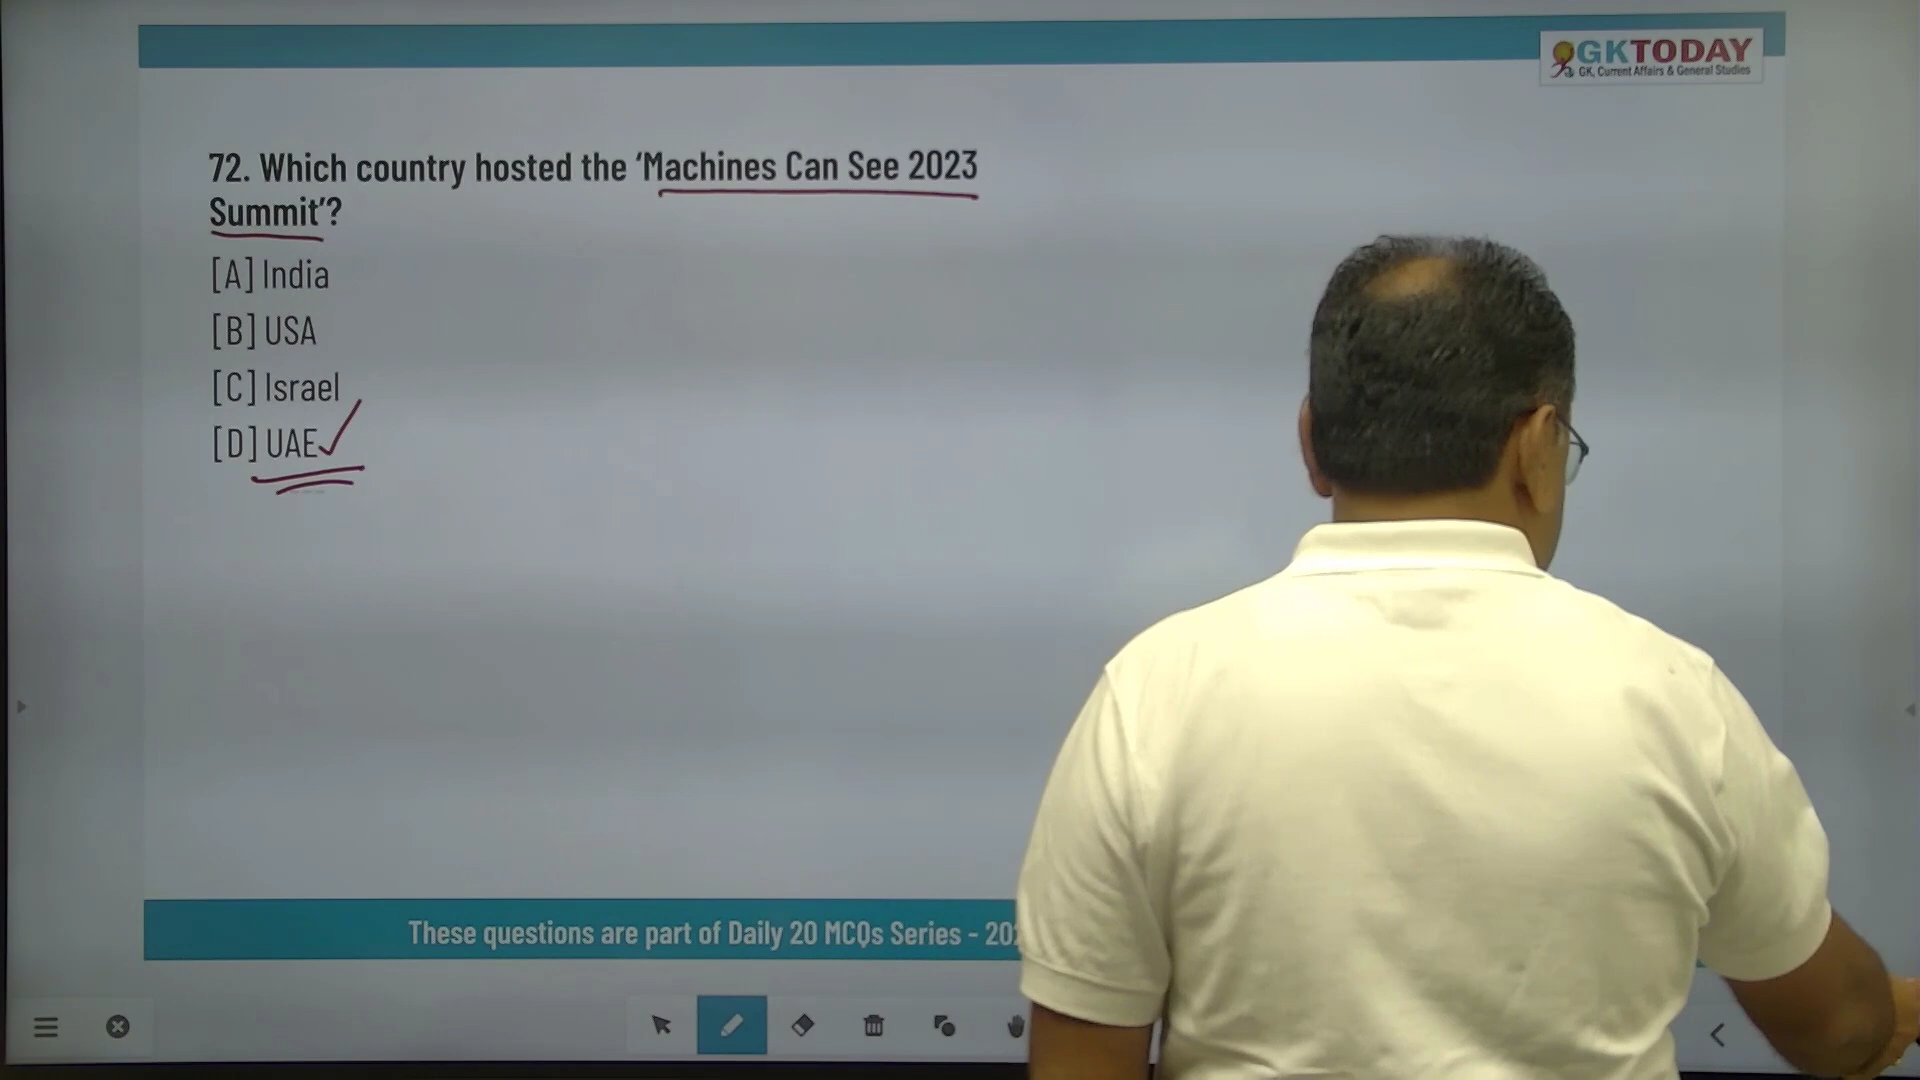 GKTODAY
GK, Current Affairs & General Studies
72. Which country hosted the ‘Machines Can See 2023
Summit’?
[A] India
[B] USA
[C] Israel
[D] UAE
These questions are part of Daily 20 MCQs Series -